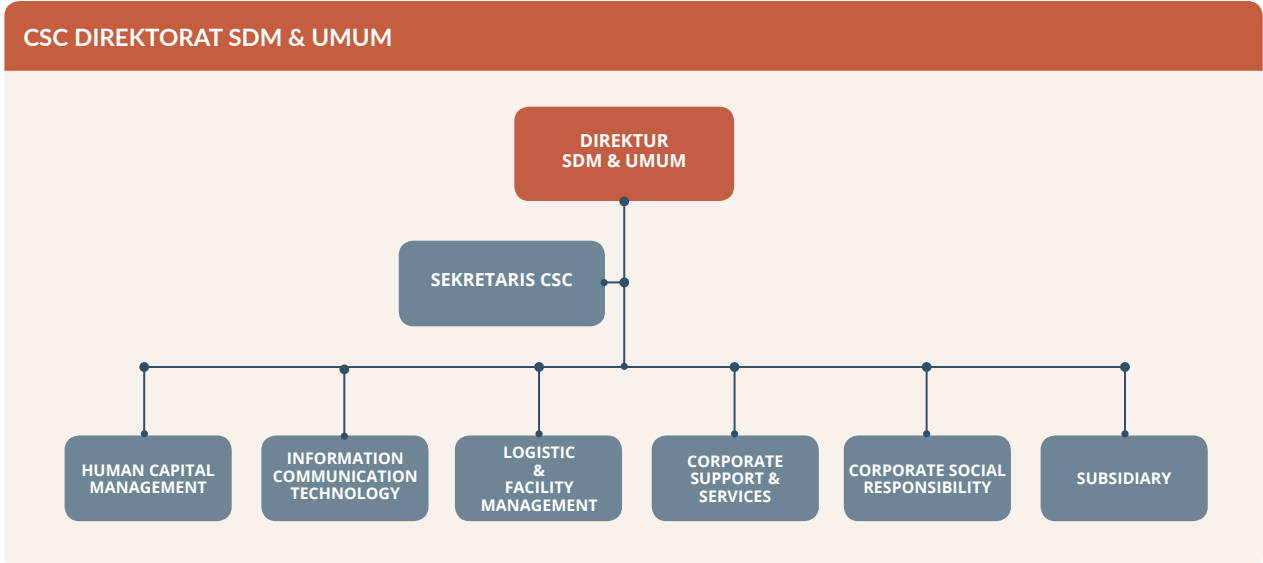 CSC DIREKTORAT SDM & UMUM
DIREKTUR
SDM & UMUM
SEKRETARIS CSC
HUMAN CAPITAL
MANAGEMENT
INFORMATION
COMMUNICATION
TECHNOLOGY
LOGISTIC
&
FACILITY
MANAGEMENT
CORPORATE
SUPPORT &
SERVICES
CORPORATE SOCIAL
RESPONSIBILITY
SUBSIDIARY